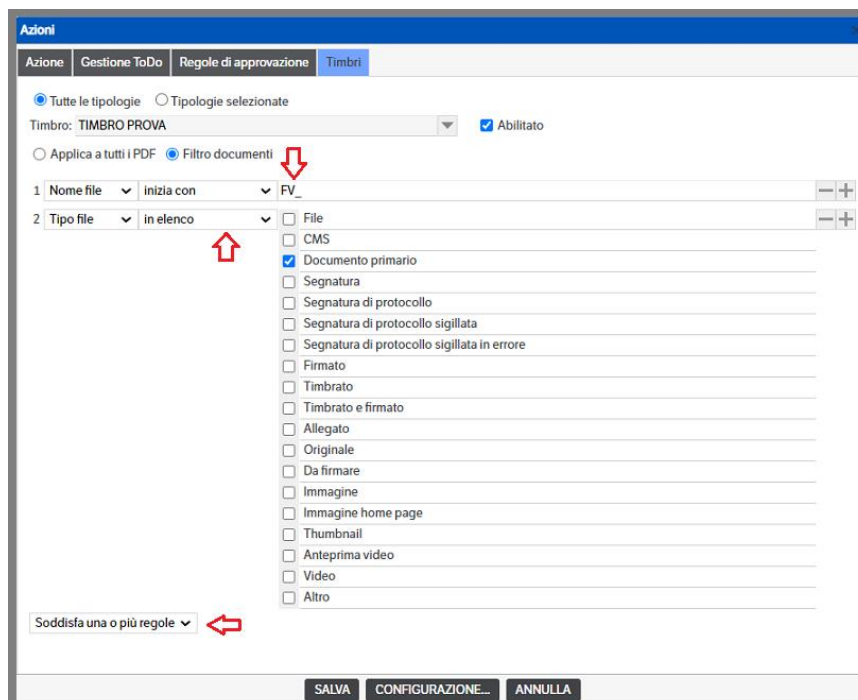 Azioni
Azione Gestione ToDo Regole di approvazione Timbri
Tutte le tipologie Tipologie selezionate
Timbro: TIMBRO PROVA Abilitato
Applica a tutti i PDF Filtro documenti
1 Nome file inizia con FV_
2 Tipo file in elenco File
CMS
Documento primario
Segnatura
Segnatura di protocollo
Segnatura di protocollo sigillata
Segnatura di protocollo sigillata in errore
Firmato
Timbrato
Timbrato e firmato
Allegato
Originale
Da firmare
Immagine
Immagine home page
Thumbnail
Anteprima video
Video
Altro
Soddisfa una o più regole
SALVA CONFIGURAZIONE... ANNULLA